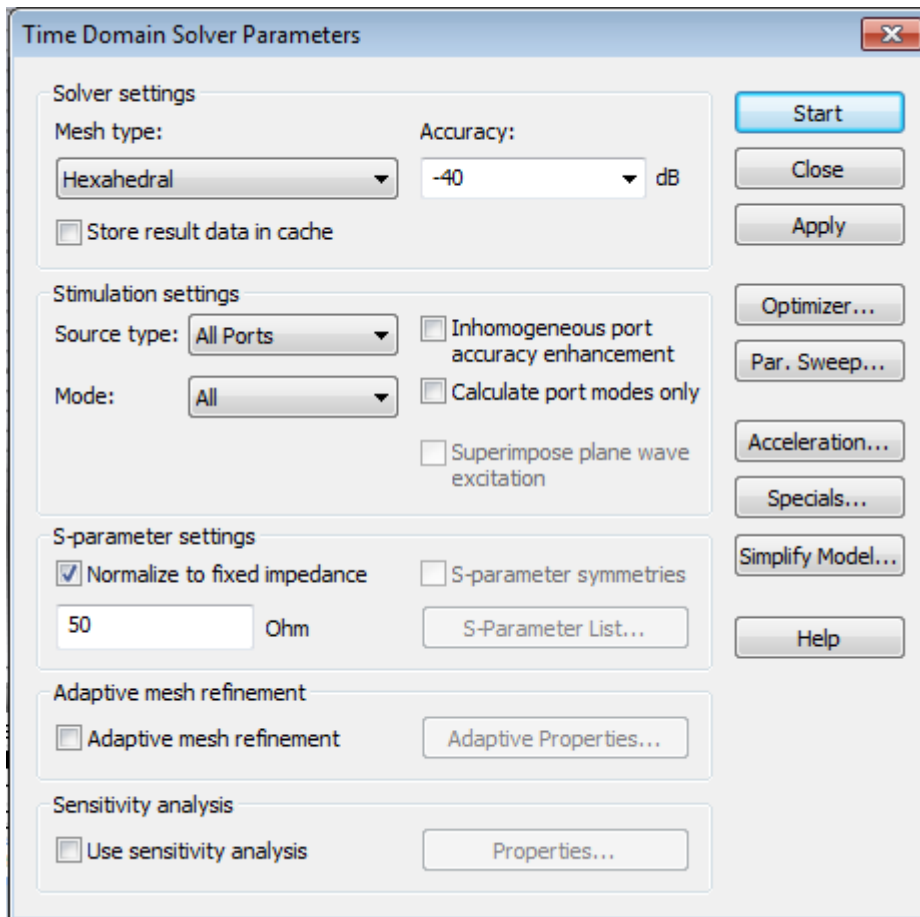 Time Domain Solver Parameters
Solver settings
Mesh type:
Accuracy:
Hexahedral
-40
dB
Store result data in cache
Stimulation settings
Source type:
All Ports
Inhomogeneous port
accuracy enhancement
Mode:
All
Calculate port modes only
Superimpose plane wave
excitation
S-parameter settings
Normalize to fixed impedance
S-parameter symmetries
50
Ohm
S-Parameter List...
Adaptive mesh refinement
Adaptive mesh refinement
Adaptive Properties...
Sensitivity analysis
Use sensitivity analysis
Properties...
Start
Close
Apply
Optimizer...
Par. Sweep...
Acceleration...
Specials...
Simplify Model...
Help